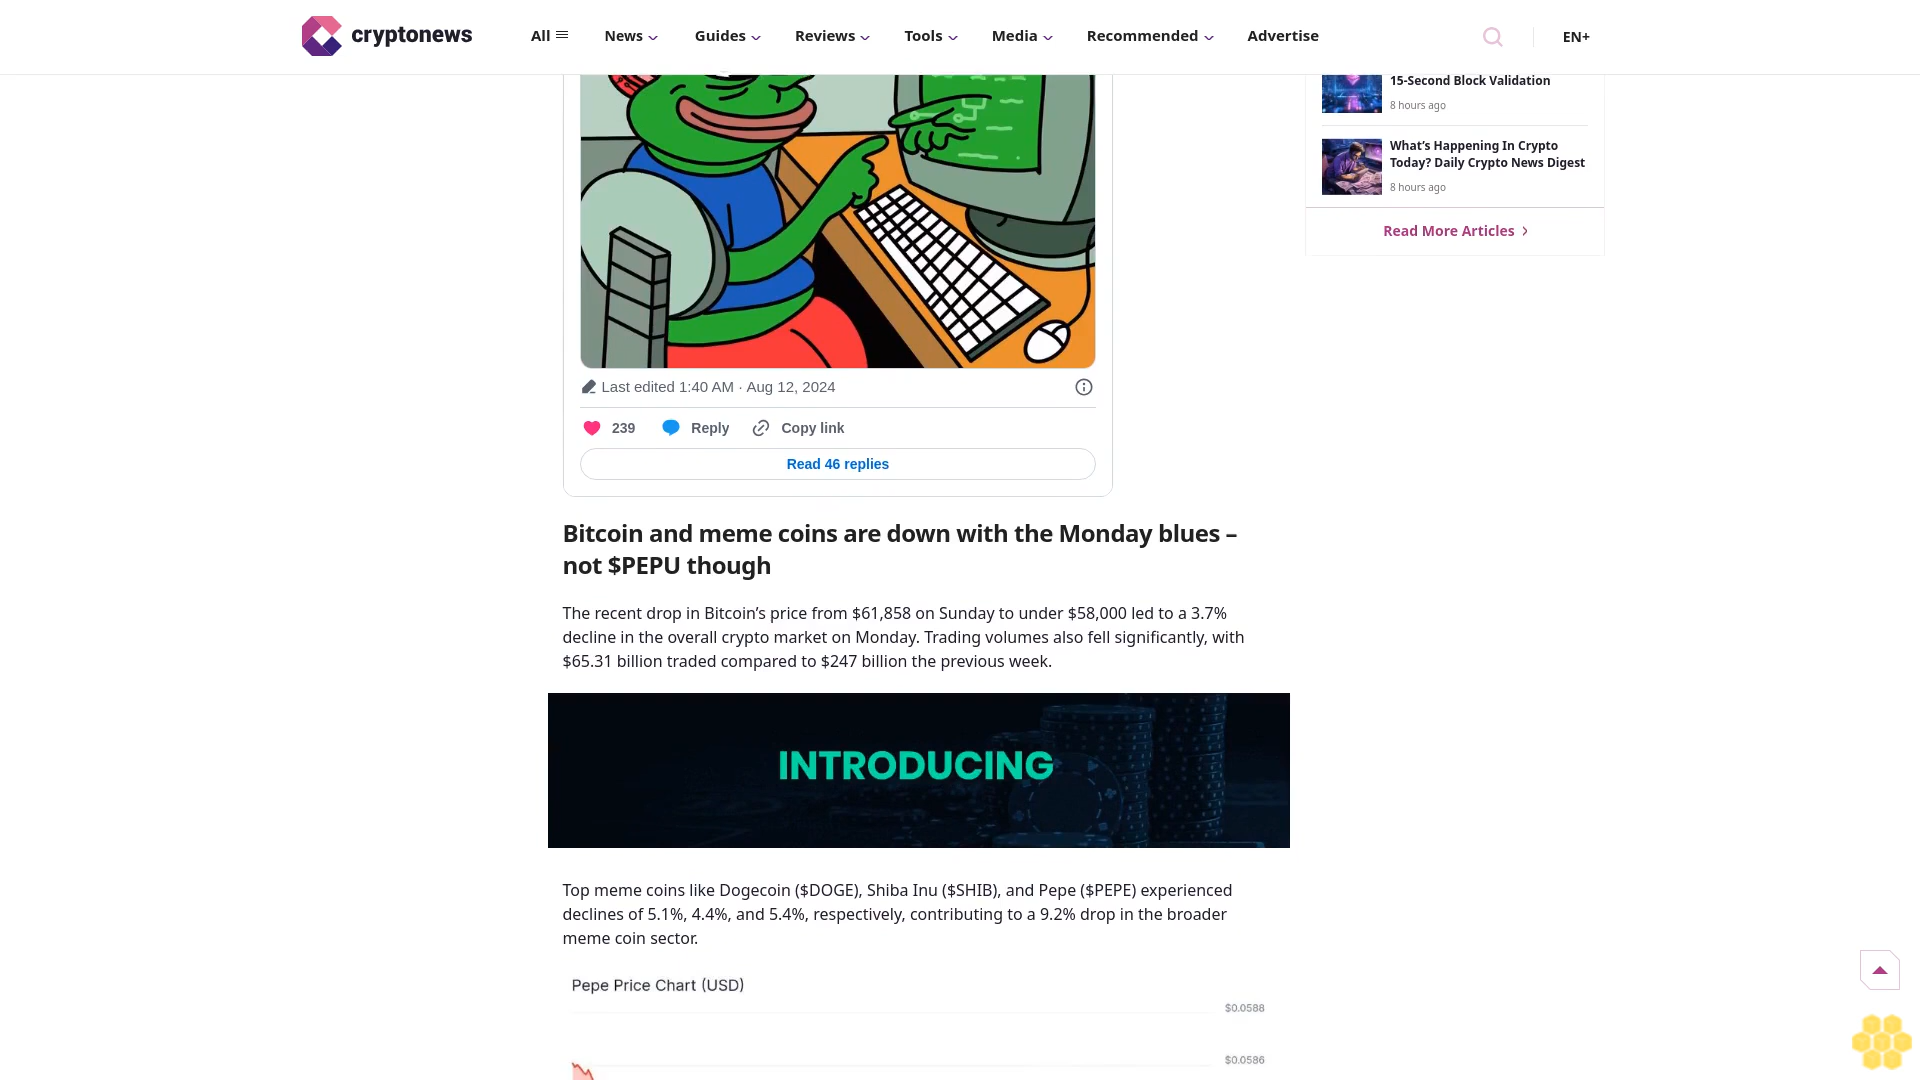 cryptonews
All
News
Guides
Reviews
Tools
Media
Recommended
Advertise
EN+
15-Second Block Validation
8 hours ago
What’s Happening In Crypto
Today? Daily Crypto News Digest
8 hours ago
Read More Articles
Last edited 1:40 AM · Aug 12, 2024
239
Reply
Copy link
Read 46 replies
Bitcoin and meme coins are down with the Monday blues –
not $PEPU though
The recent drop in Bitcoin’s price from $61,858 on Sunday to under $58,000 led to a 3.7%
decline in the overall crypto market on Monday. Trading volumes also fell significantly, with
$65.31 billion traded compared to $247 billion the previous week.
INTRODUCING
Top meme coins like Dogecoin ($DOGE), Shiba Inu ($SHIB), and Pepe ($PEPE) experienced
declines of 5.1%, 4.4%, and 5.4%, respectively, contributing to a 9.2% drop in the broader
meme coin sector.
Pepe Price Chart (USD)
$0.0588
$0.0586